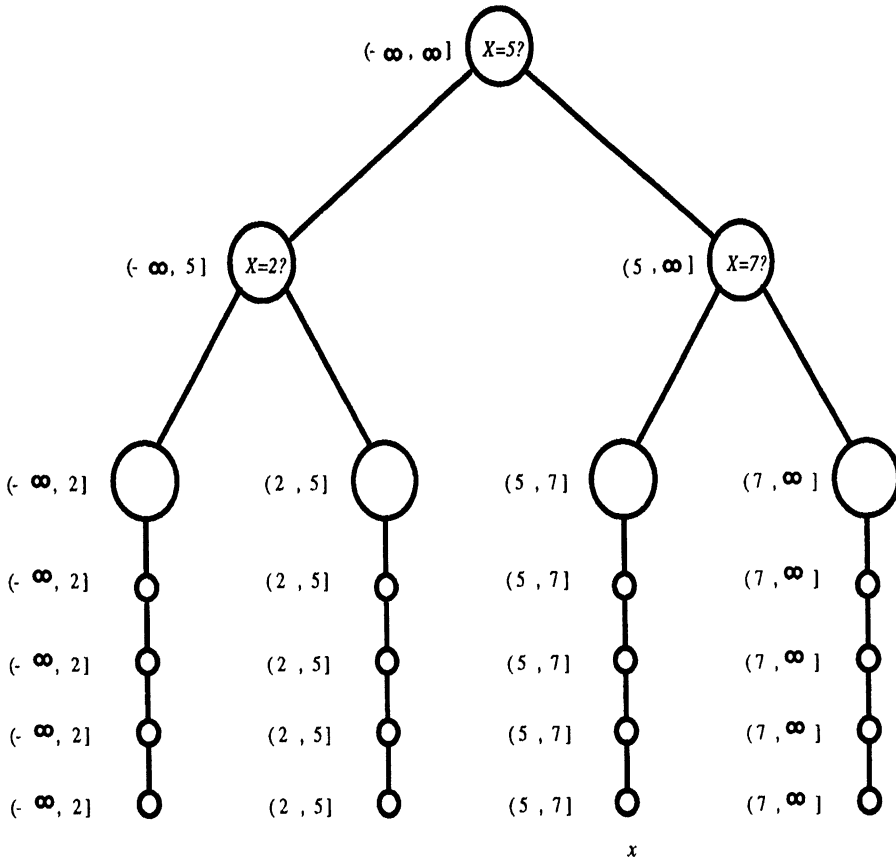 (- ∞ , ∞ ] X=5?
(- ∞, 5 ] X=2? (5 , ∞ ] X=7?
(- ∞, 2 ] (2 , 5 ] (5 , 7 ] (7 , ∞ ]
(- ∞, 2 ] (2 , 5 ] (5 , 7 ] (7 , ∞ ]
(- ∞, 2 ] (2 , 5 ] (5 , 7 ] (7 , ∞ ]
(- ∞, 2 ] (2 , 5 ] (5 , 7 ] (7 , ∞ ]
(- ∞, 2 ] (2 , 5 ] (5 , 7 ] (7 , ∞ ]
x